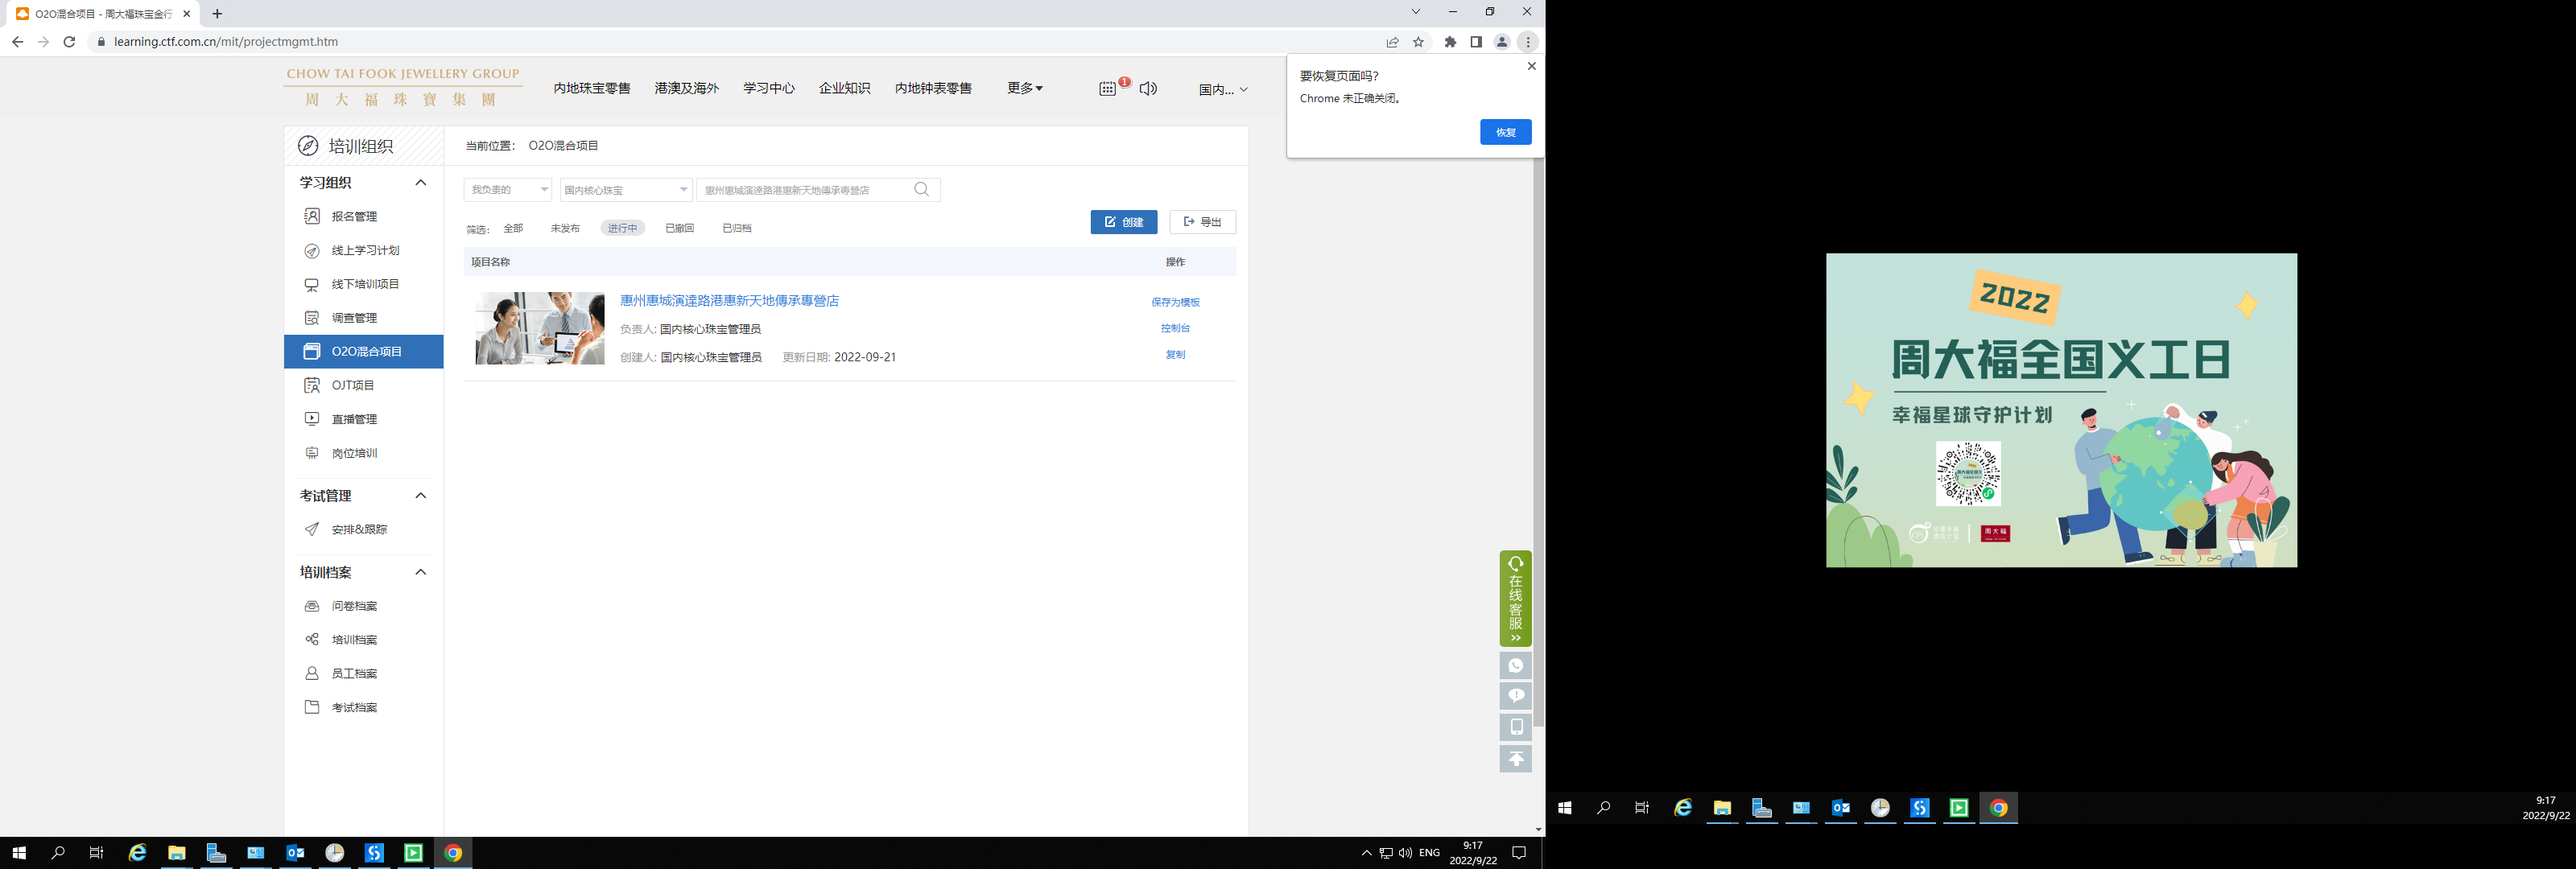 O2O混合项目 - 周大福珠宝金行
learning.ctf.com.cn/mit/projectmgmt.htm
要恢复页面吗?
Chrome 未正确关闭。
恢复
CHOW TAI FOOK JEWELLERY GROUP
周大福珠寶集團
内地珠宝零售 港澳及海外 学习中心 企业知识 内地钟表零售 更多 1 国内...
培训组织
当前位置： O2O混合项目
学习组织
报名管理
线上学习计划
线下培训项目
调查管理
O2O混合项目
OJT项目
直播管理
岗位培训
考试管理
安排&跟踪
培训档案
问卷档案
培训档案
员工档案
考试档案
我负责的 国内核心珠宝 惠州惠城演達路港惠新天地傳承專營店
筛选： 全部 未发布 进行中 已撤回 已归档
创建 导出
项目名称 操作
惠州惠城演達路港惠新天地傳承專營店
负责人: 国内核心珠宝管理员
创建人: 国内核心珠宝管理员 更新日期: 2022-09-21
保存为模板
控制台
复制
在线客服
ENG
9:17
2022/9/22
2022
周大福全国义工日
幸福星球守护计划
周大福
9:17
2022/9/22